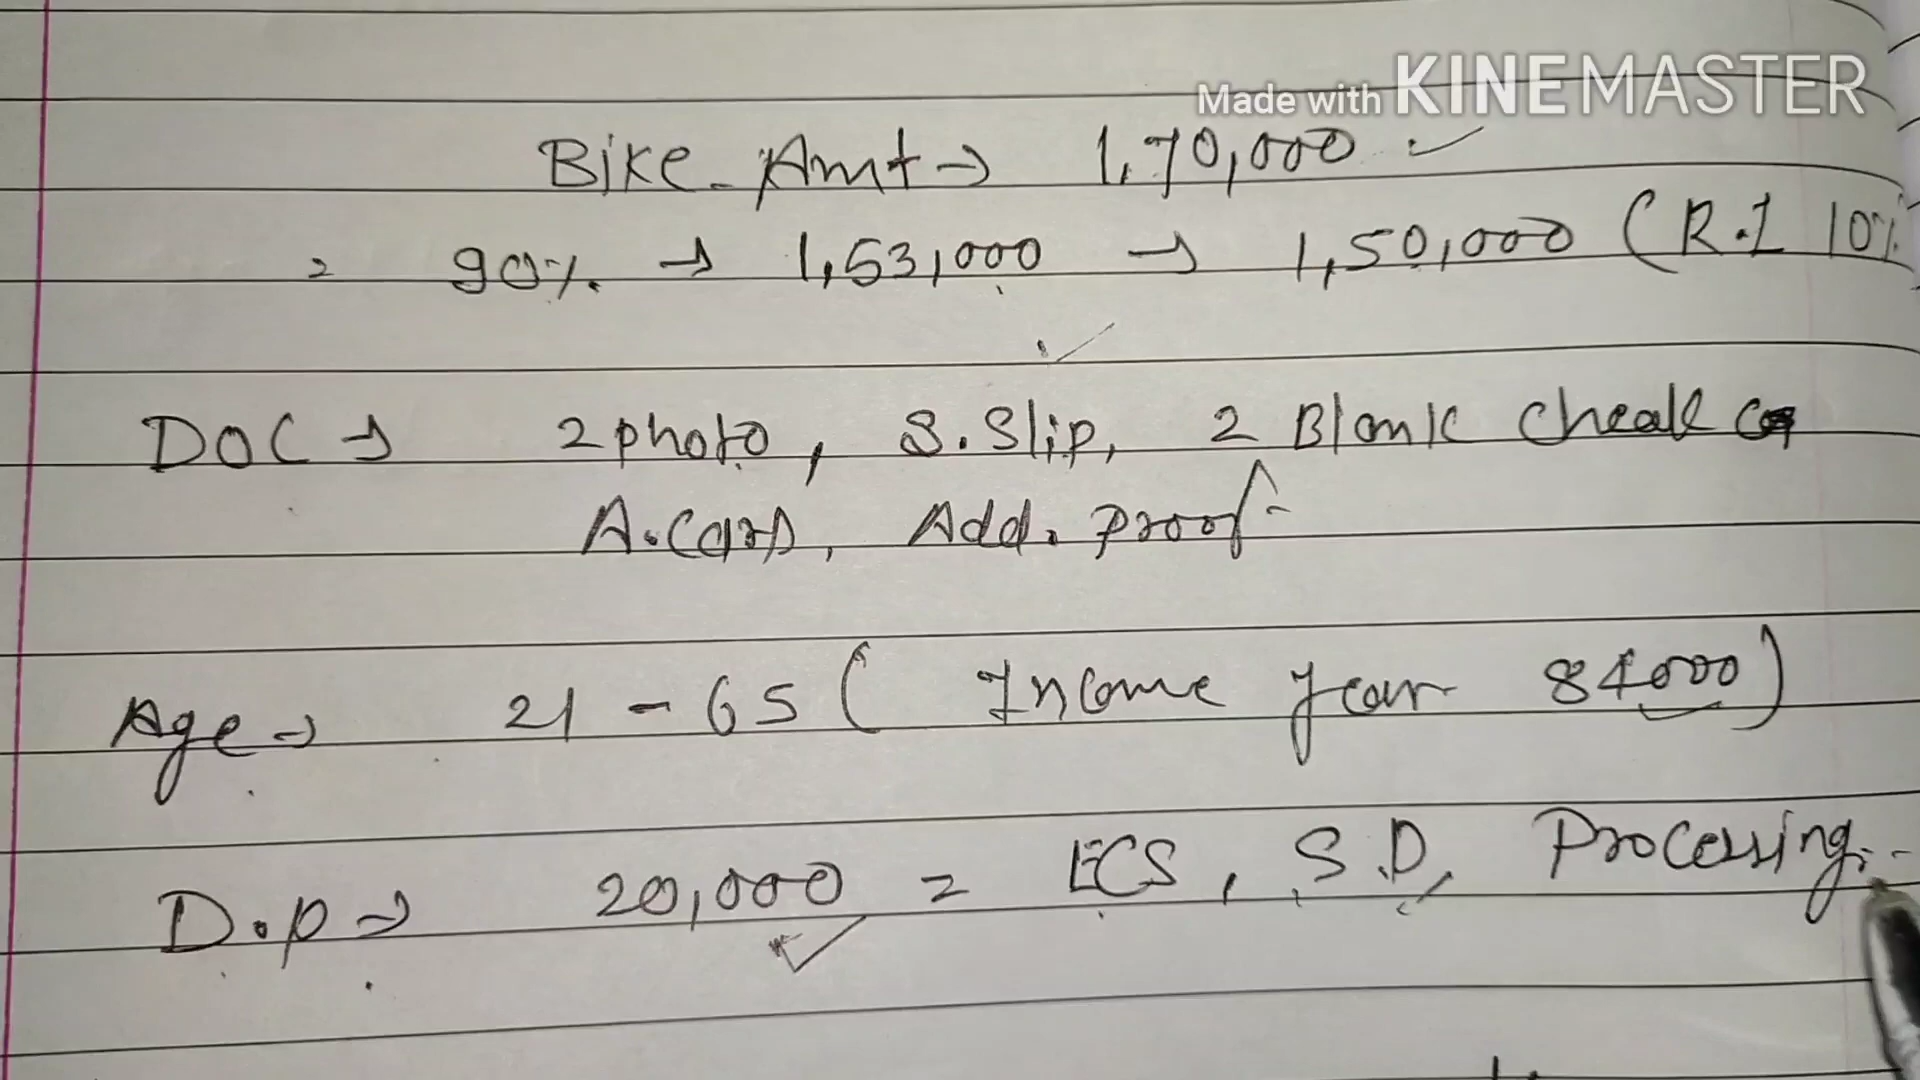 Made with KINEMASTER
Bike Amt → 1,70,000
= 90% → 1,53,000 → 1,50,000 (R.I 10%
DOC → 2 photo, S. Slip, 2 Blank Cheak
A. Card, Add. Proof
Age → 21 - 65 ( Income year 84000 )
D.P → 20,000 = ECS, S.D, Processing